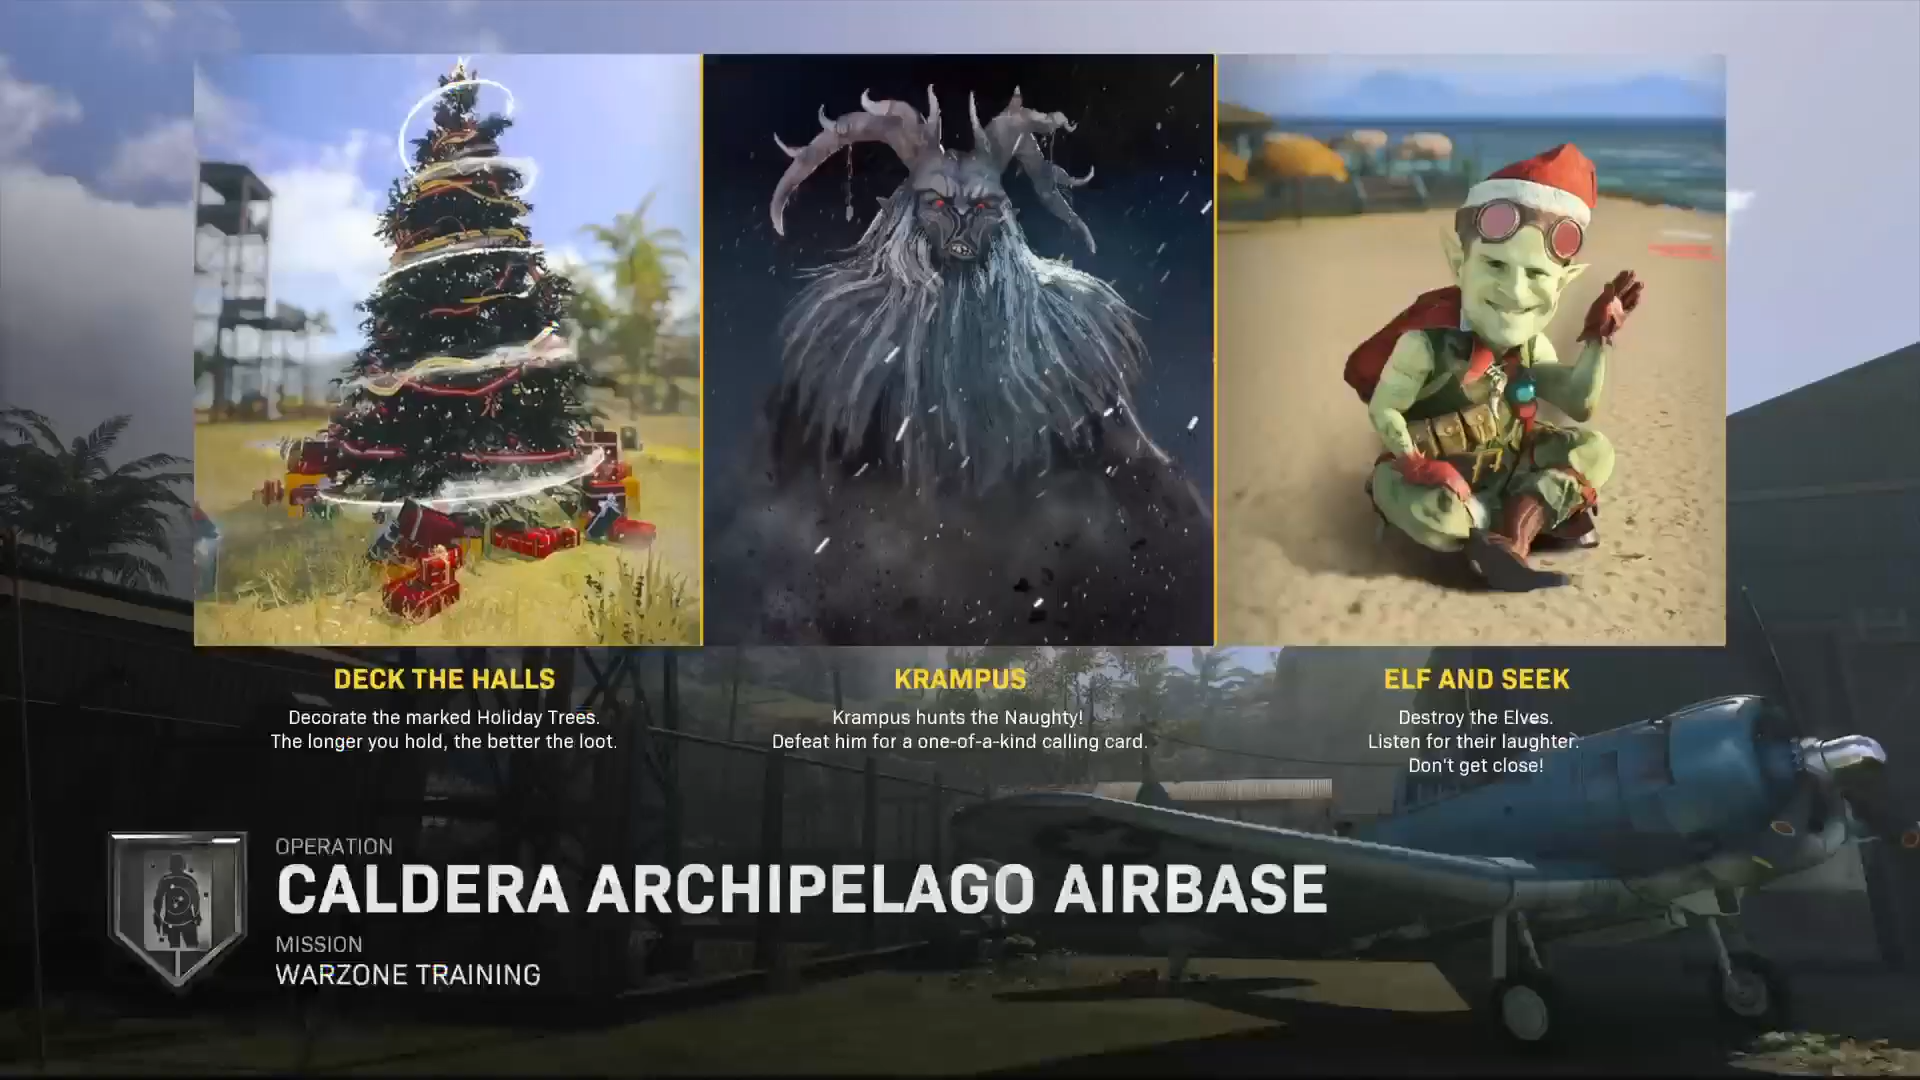 DECK THE HALLS
Decorate the marked Holiday Trees.
The longer you hold, the better the loot.
KRAMPUS
Krampus hunts the Naughty!
Defeat him for a one-of-a-kind calling card.
ELF AND SEEK
Destroy the Elves.
Listen for their laughter.
Don't get close!
OPERATION
CALDERA ARCHIPELAGO AIRBASE
MISSION
WARZONE TRAINING